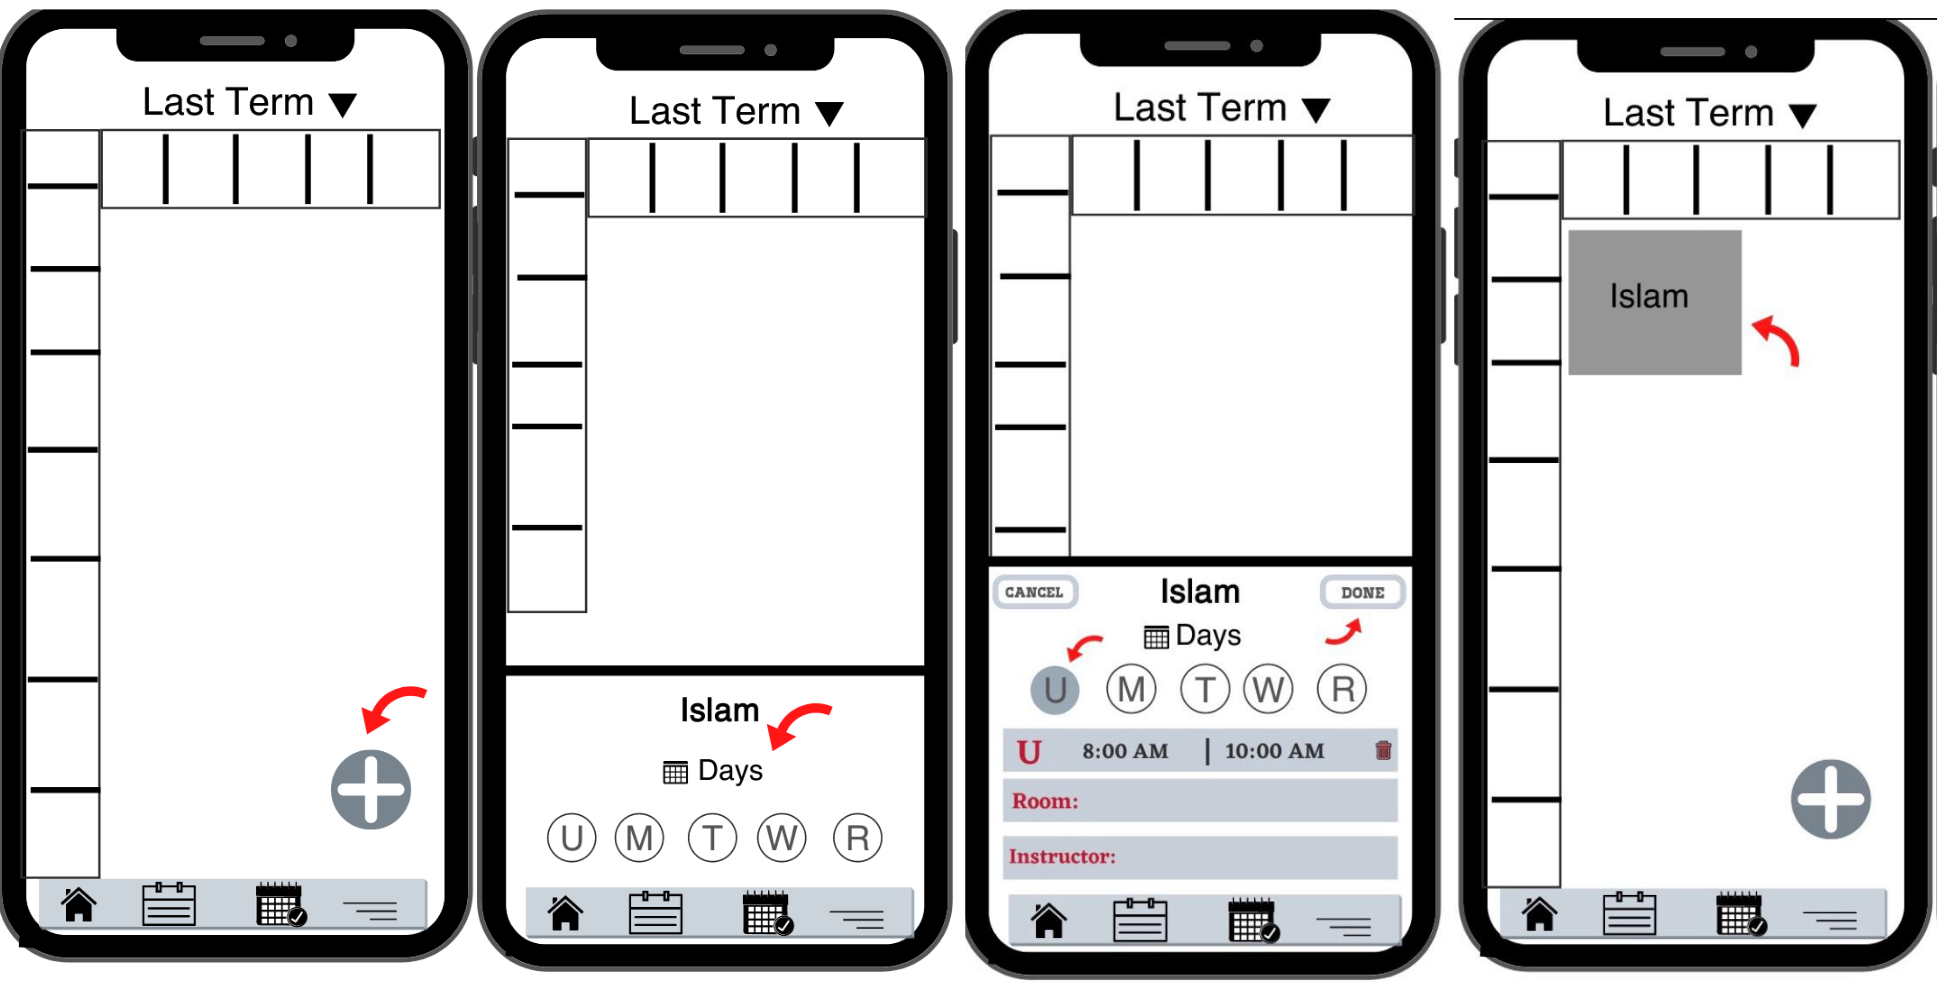 Last Term
Last Term
Islam
Days
U M T W R
Last Term
CANCEL Islam DONE
Days
U M T W R
U 8:00 AM | 10:00 AM
Room:
Instructor:
Last Term
Islam